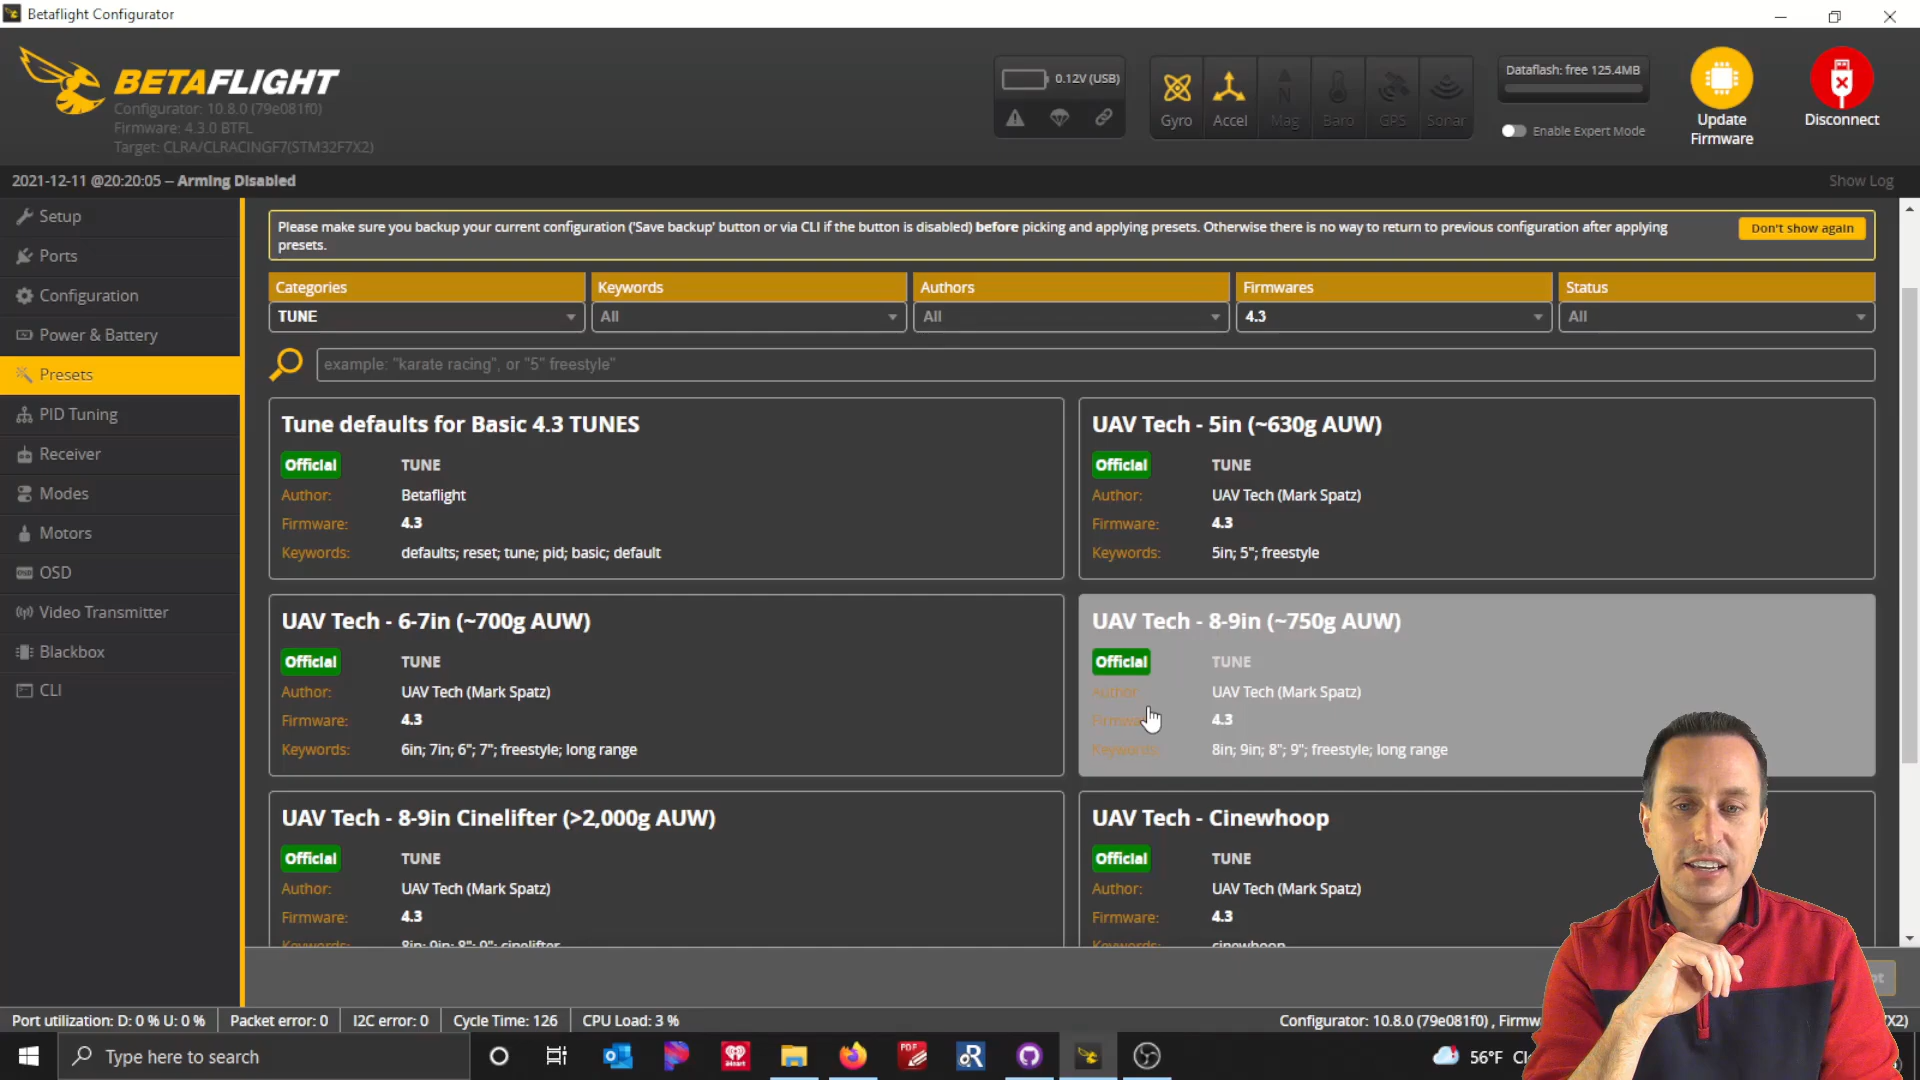 Betaflight Configurator
BETAFLIGHT
Configurator: 10.8.0 (79e081f0)
Firmware: 4.3.0 BTFL
Target: CLRA/CLRACINGF7(STM32F7X2)
0.12V (USB)
Gyro
Accel
Mag
Baro
GPS
Sonar
Dataflash: free 125.4MB
Enable Expert Mode
Update
Firmware
Disconnect
2021-12-11 @20:20:05 -- Arming Disabled
Show Log
Setup
Ports
Configuration
Power & Battery
Presets
PID Tuning
Receiver
Modes
Motors
OSD
Video Transmitter
Blackbox
CLI
Please make sure you backup your current configuration ('Save backup' button or via CLI if the button is disabled) before picking and applying presets. Otherwise there is no way to return to previous configuration after applying
presets.
Don't show again
Categories Keywords Authors Firmwares Status
TUNE All All 4.3 All
example: "karate racing", or "5" freestyle"
Tune defaults for Basic 4.3 TUNES
Official TUNE
Author: Betaflight
Firmware: 4.3
Keywords: defaults; reset; tune; pid; basic; default
UAV Tech - 5in (~630g AUW)
Official TUNE
Author: UAV Tech (Mark Spatz)
Firmware: 4.3
Keywords: 5in; 5"; freestyle
UAV Tech - 6-7in (~700g AUW)
Official TUNE
Author: UAV Tech (Mark Spatz)
Firmware: 4.3
Keywords: 6in; 7in; 6"; 7"; freestyle; long range
UAV Tech - 8-9in (~750g AUW)
Official TUNE
Author: UAV Tech (Mark Spatz)
4.3
Keywords: 8in; 9in; 8"; 9"; freestyle; long range
UAV Tech - 8-9in Cinelifter (>2,000g AUW)
Official TUNE
Author: UAV Tech (Mark Spatz)
Firmware: 4.3
Keywords: 8in; 9in; 8"; 9"; cinelifter
UAV Tech - Cinewhoop
Official TUNE
Author: UAV Tech (Mark Spatz)
Firmware: 4.3
Keywords: cinewhoop
Port utilization: D: 0 % U: 0 % Packet error: 0 I2C error: 0 Cycle Time: 126 CPU Load: 3 %
Configurator: 10.8.0 (79e081f0) , Firmw
X2)
Type here to search
PDF
56°F